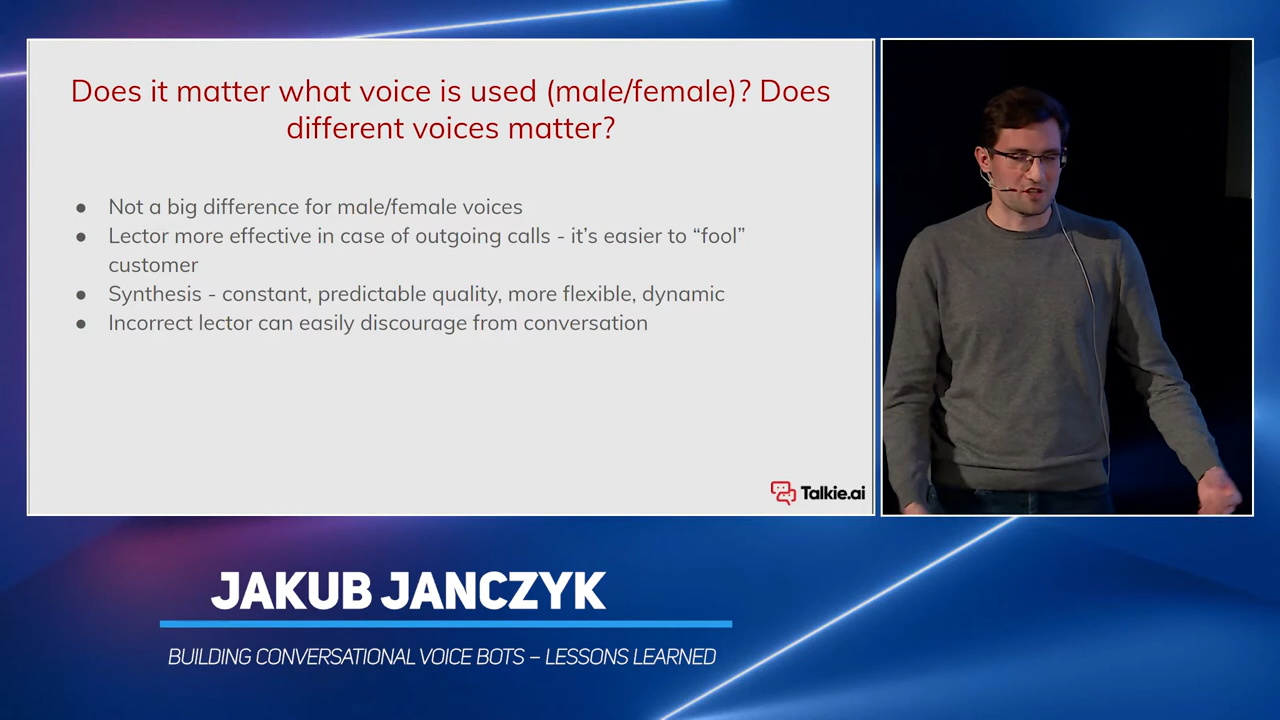 Does it matter what voice is used (male/female)? Does
different voices matter?
● Not a big difference for male/female voices
● Lector more effective in case of outgoing calls - it's easier to “fool”
customer
● Synthesis - constant, predictable quality, more flexible, dynamic
● Incorrect lector can easily discourage from conversation
Talkie.ai
JAKUB JANCZYK
BUILDING CONVERSATIONAL VOICE BOTS – LESSONS LEARNED